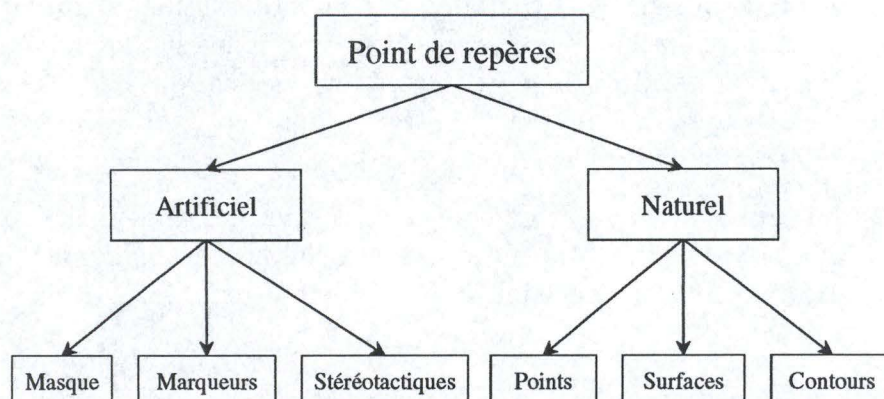 Point de repères
Artificiel
Naturel
Masque
Marqueurs
Stéréotactiques
Points
Surfaces
Contours